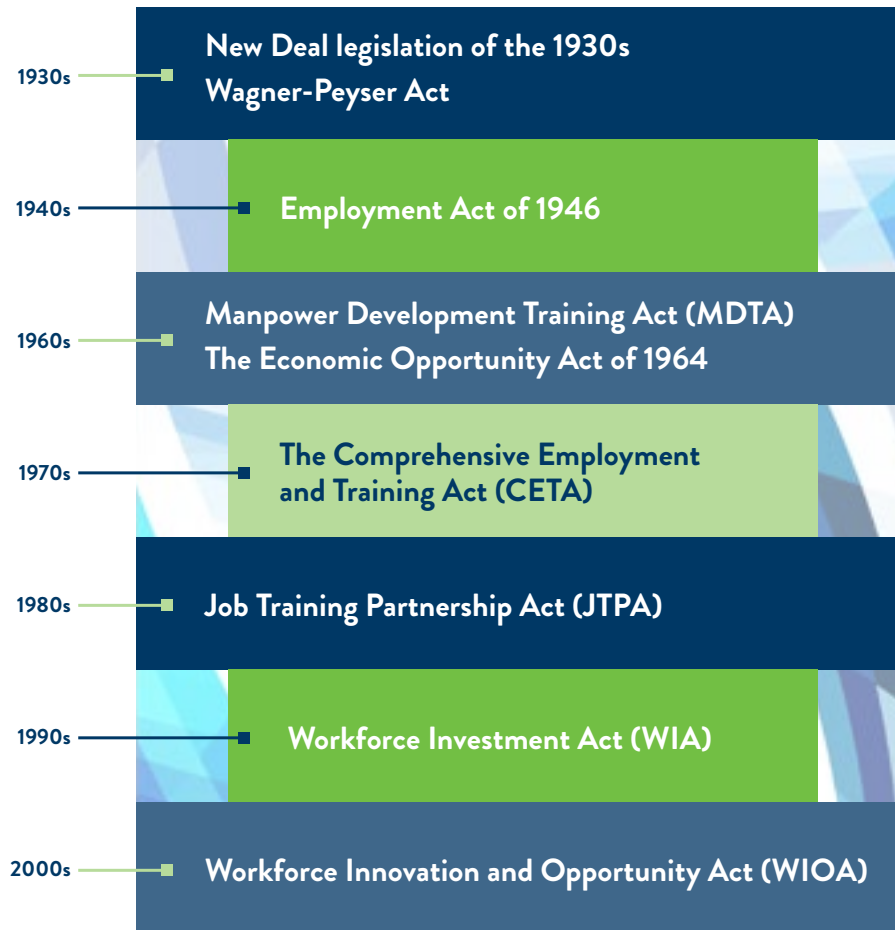 1930s
New Deal legislation of the 1930s
Wagner-Peyser Act
1940s
Employment Act of 1946
1960s
Manpower Development Training Act (MDTA)
The Economic Opportunity Act of 1964
1970s
The Comprehensive Employment
and Training Act (CETA)
1980s
Job Training Partnership Act (JTPA)
1990s
Workforce Investment Act (WIA)
2000s
Workforce Innovation and Opportunity Act (WIOA)